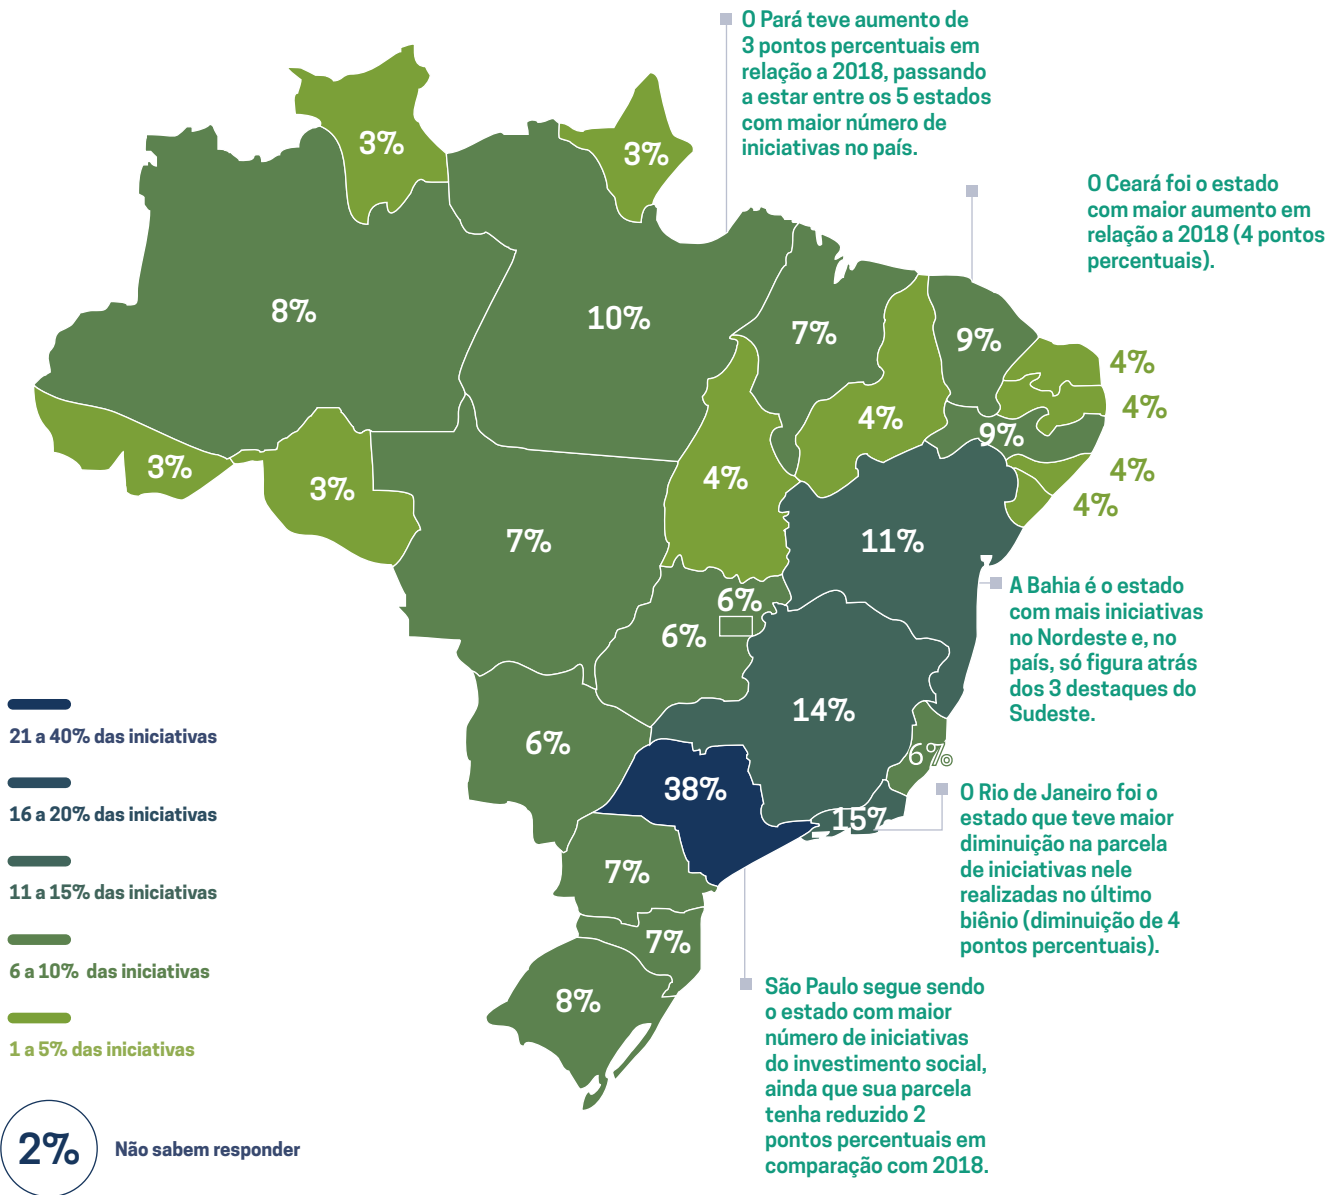 O Pará teve aumento de
3 pontos percentuais em
relação a 2018, passando
a estar entre os 5 estados
com maior número de
iniciativas no país.
O Ceará foi o estado
com maior aumento em
relação a 2018 (4 pontos
percentuais).
3%
3%
8%
10%
7%
9%
4%
4%
4%
9%
3%
3%
4%
4%
4%
7%
11%
A Bahia é o estado
com mais iniciativas
no Nordeste e, no
país, só figura atrás
dos 3 destaques do
Sudeste.
6%
6%
14%
6%
6%
38%
15%
O Rio de Janeiro foi o
estado que teve maior
diminuição na parcela
de iniciativas nele
realizadas no último
biênio (diminuição de 4
pontos percentuais).
7%
7%
8%
São Paulo segue sendo
o estado com maior
número de iniciativas
do investimento social,
ainda que sua parcela
tenha reduzido 2
pontos percentuais em
comparação com 2018.
21 a 40% das iniciativas
16 a 20% das iniciativas
11 a 15% das iniciativas
6 a 10% das iniciativas
1 a 5% das iniciativas
2%
Não sabem responder